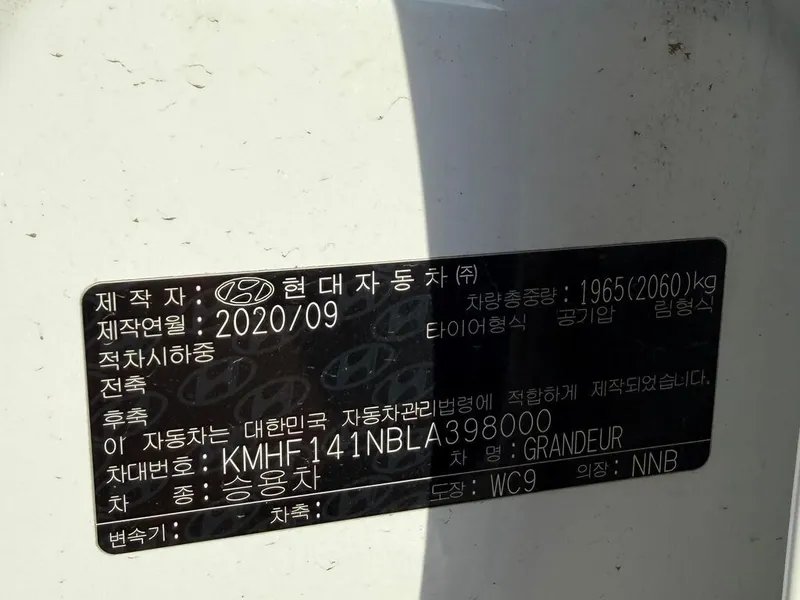 제 작 자 : 현대자동차(주)
차량총중량 : 1965(2060)kg
제작연월 : 2020/09
타이어형식 공기압 림형식
적차시하중
전축
후축
이 자동차는 대한민국 자동차관리법령에 적합하게 제작되었습니다.
차대번호 : KMHF141NBLA398000
차 종 : 승용차
차 명 : GRANDEUR
도장 : WC9 의장 : NNB
변속기 : 차축 :